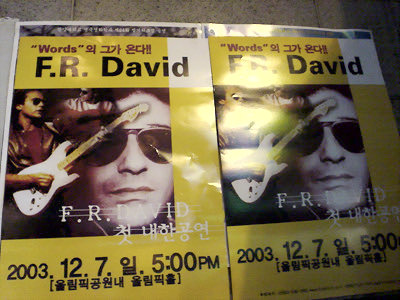 "Words"의 그가 온다!!
F.R. David
F.R.DAVID
첫 내한공연
2003. 12. 7. 일. 5:00PM
[올림픽공원내 올림픽홀]
"Words"의 그가 온다!!
F.R. David
F.R.DAVID
첫 내한공연
2003. 12. 7. 일. 5:00PM
[올림픽공원내 올림픽홀]